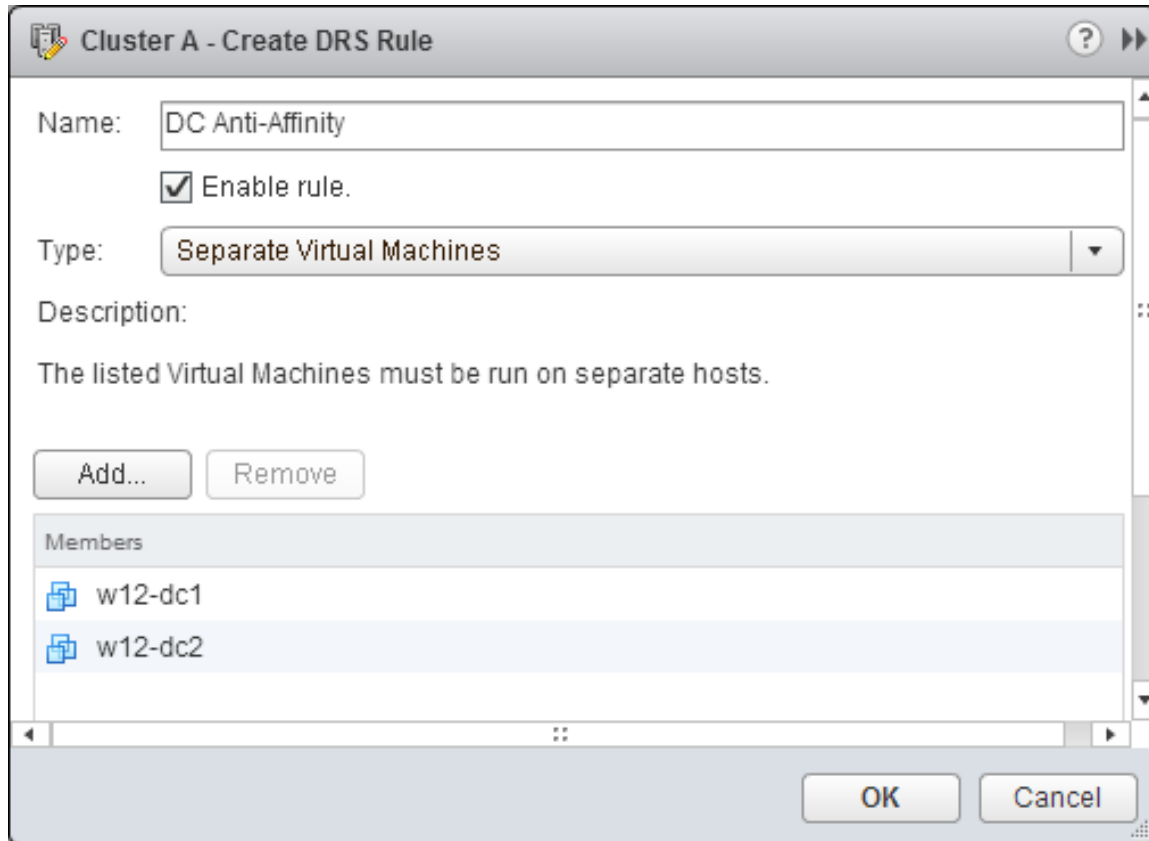 Cluster A - Create DRS Rule ?
Name: DC Anti-Affinity
Enable rule.
Type: Separate Virtual Machines
Description:
The listed Virtual Machines must be run on separate hosts.
Add... Remove
Members
w12-dc1
w12-dc2
OK Cancel